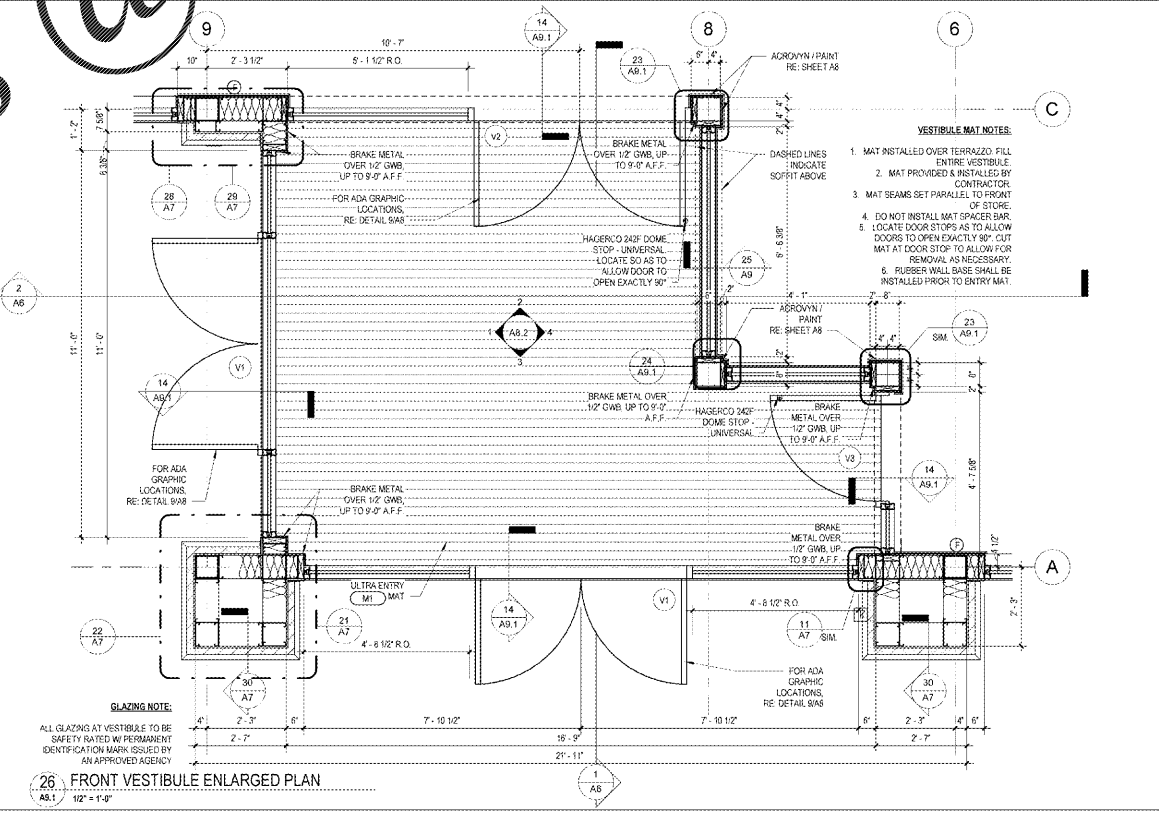 9
14
A9.1
8
6
10' - 7"
10"
2' - 3 1/2"
5' - 1 1/2" R.O.
6"
4"
23
A9.1
ACROVYN / PAINT
RE: SHEET A8
F
C
1' - 2"
7 5/8"
6 3/8"
4"
4"
2"
V2
VESTIBULE MAT NOTES:
1. MAT INSTALLED OVER TERRAZZO. FILL
ENTIRE VESTIBULE.
2. MAT PROVIDED & INSTALLED BY
CONTRACTOR.
3. MAT SEAMS SET PARALLEL TO FRONT
OF STORE.
4. DO NOT INSTALL MAT SPACER BAR.
5. LOCATE DOOR STOPS AS TO ALLOW
DOORS TO OPEN EXACTLY 90°. CUT
MAT AT DOOR STOP TO ALLOW FOR
REMOVAL AS NECESSARY.
6. RUBBER WALL BASE SHALL BE
INSTALLED PRIOR TO ENTRY MAT.
BRAKE METAL
OVER 1/2" GWB,
UP TO 9'-0" A.F.F.
BRAKE METAL
OVER 1/2" GWB, UP
TO 9'-0" A.F.F.
DASHED LINES
INDICATE
SOFFIT ABOVE
28
A7
29
A7
FOR ADA GRAPHIC
LOCATIONS,
RE: DETAIL 9/A8
HAGERCO 242F DOME
STOP - UNIVERSAL
LOCATE SO AS TO
ALLOW DOOR TO
OPEN EXACTLY 90°
6' - 6 3/8"
25
A9
2
A6
6"
2"
4' - 1"
7"
8"
ACROVYN /
PAINT
RE: SHEET A8
2
1
A8.2
4
3
4"
4"
SIM.
23
A9.1
11' - 0"
11' - 0"
V1
14
A9.1
24
A9.1
2"
8"
8"
2"
BRAKE METAL OVER
1/2" GWB, UP TO 9'-0"
A.F.F.
HAGERCO 242F
DOME STOP -
UNIVERSAL
BRAKE
METAL OVER
1/2" GWB, UP
TO 9'-0" A.F.F.
V3
14
A9.1
4' - 7 5/8"
FOR ADA
GRAPHIC
LOCATIONS,
RE: DETAIL 9/A8
BRAKE METAL
OVER 1/2" GWB,
UP TO 9'-0" A.F.F.
BRAKE
METAL OVER
1/2" GWB, UP
TO 9'-0" A.F.F.
F
4 1/2"
A
ULTRA ENTRY
MAT
M1
14
A9.1
V1
4' - 8 1/2" R.O.
2' - 3"
22
A7
21
A7
4' - 8 1/2" R.O.
11
A7
SIM.
30
A7
FOR ADA
GRAPHIC
LOCATIONS,
RE: DETAIL 9/A8
30
A7
GLAZING NOTE:
ALL GLAZING AT VESTIBULE TO BE
SAFETY RATED W/ PERMANENT
IDENTIFICATION MARK ISSUED BY
AN APPROVED AGENCY
4"
2' - 3"
6"
7' - 10 1/2"
7' - 10 1/2"
6"
2' - 3"
4"
6"
2' - 7"
16' - 9"
2' - 7"
21' - 11"
26
A9.1
FRONT VESTIBULE ENLARGED PLAN
1/2" = 1'-0"
1
A6